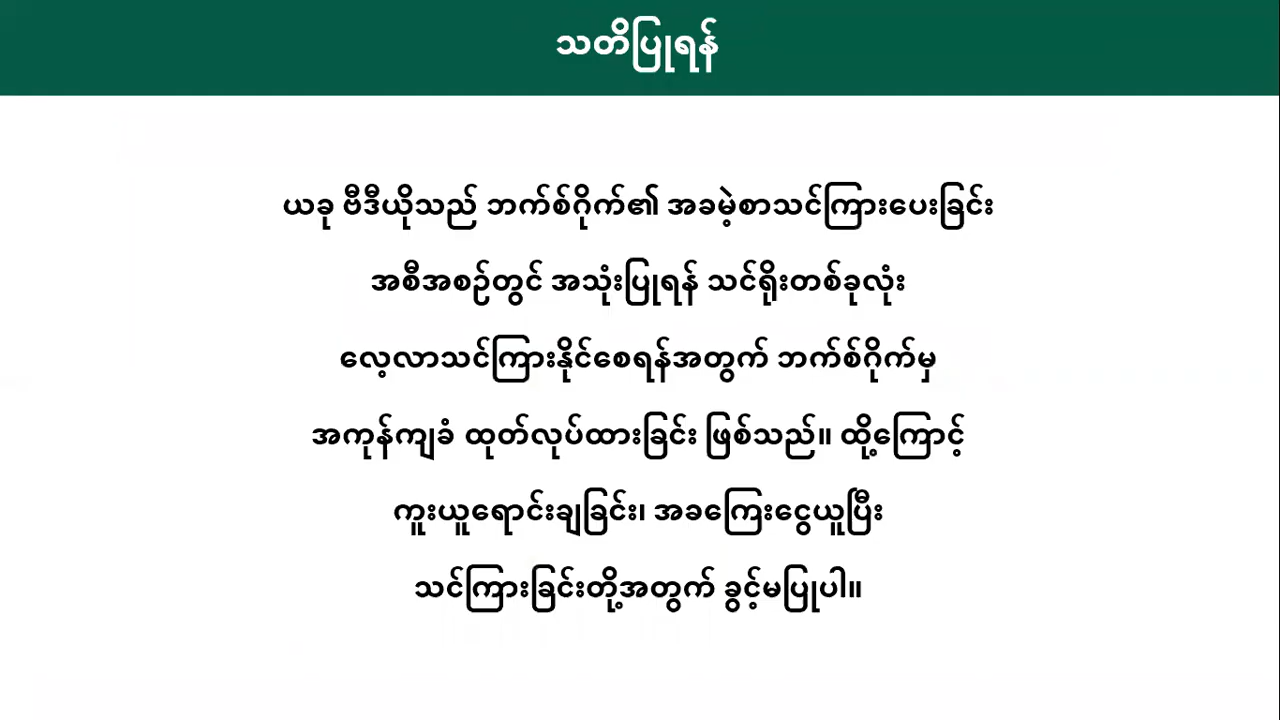 သတိပြုရန်
ယခု ဗီဒီယိုသည် ဘက်စ်ဂိုက်၏ အခမဲ့စာသင်ကြားပေးခြင်း
အစီအစဉ်တွင် အသုံးပြုရန် သင်ရိုးတစ်ခုလုံး
လေ့လာသင်ကြားနိုင်စေရန်အတွက် ဘက်စ်ဂိုက်မှ
အကုန်ကျခံ ထုတ်လုပ်ထားခြင်း ဖြစ်သည်။ ထို့ကြောင့်
ကူးယူရောင်းချခြင်း၊ အခကြေးငွေယူပြီး
သင်ကြားခြင်းတို့အတွက် ခွင့်မပြုပါ။